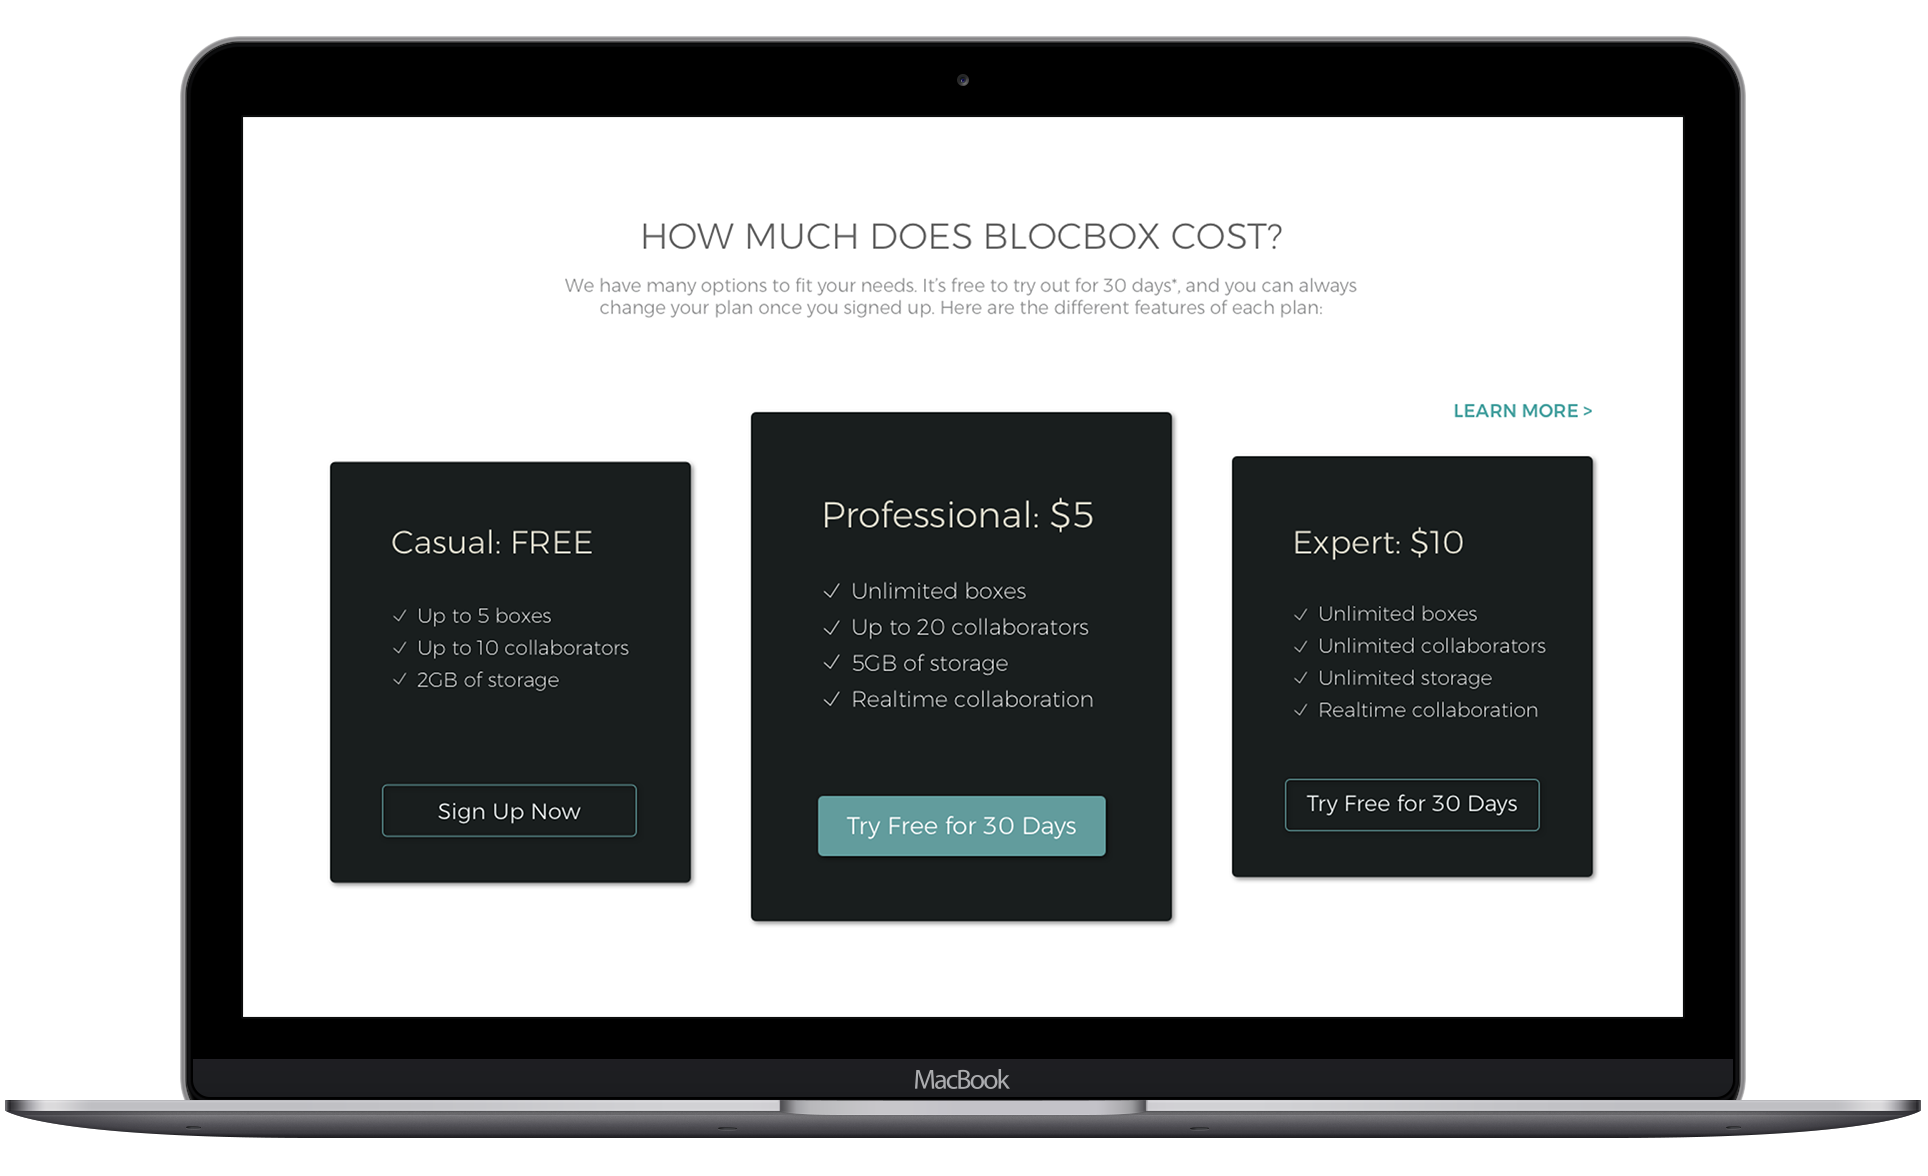 HOW MUCH DOES BLOCBOX COST?
We have many options to fit your needs. It's free to try out for 30 days*, and you can always
change your plan once you signed up. Here are the different features of each plan:
LEARN MORE >
Casual: FREE
✓ Up to 5 boxes
✓ Up to 10 collaborators
✓ 2GB of storage
Sign Up Now
Professional: $5
✓ Unlimited boxes
✓ Up to 20 collaborators
✓ 5GB of storage
✓ Realtime collaboration
Try Free for 30 Days
Expert: $10
✓ Unlimited boxes
✓ Unlimited collaborators
✓ Unlimited storage
✓ Realtime collaboration
Try Free for 30 Days
MacBook